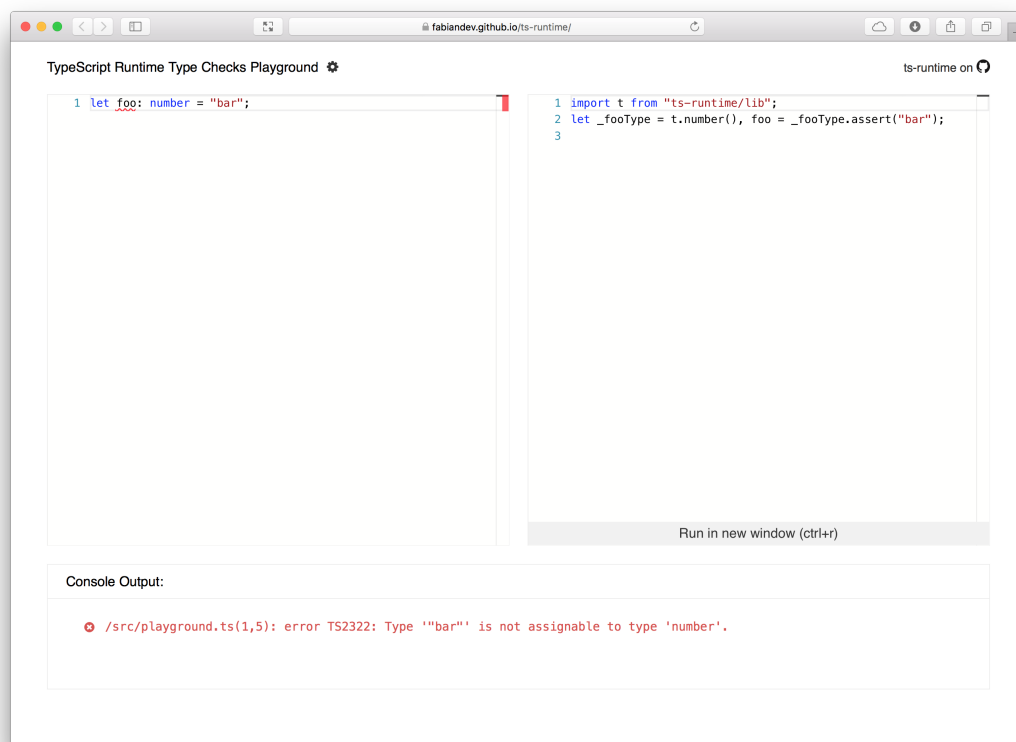 fabiandev.github.io/ts-runtime/
TypeScript Runtime Type Checks Playground
ts-runtime on
1 let foo: number = "bar";
1 import t from "ts-runtime/lib";
2 let _fooType = t.number(), foo = _fooType.assert("bar");
3
Run in new window (ctrl+r)
Console Output:
/src/playground.ts(1,5): error TS2322: Type '"bar"' is not assignable to type 'number'.